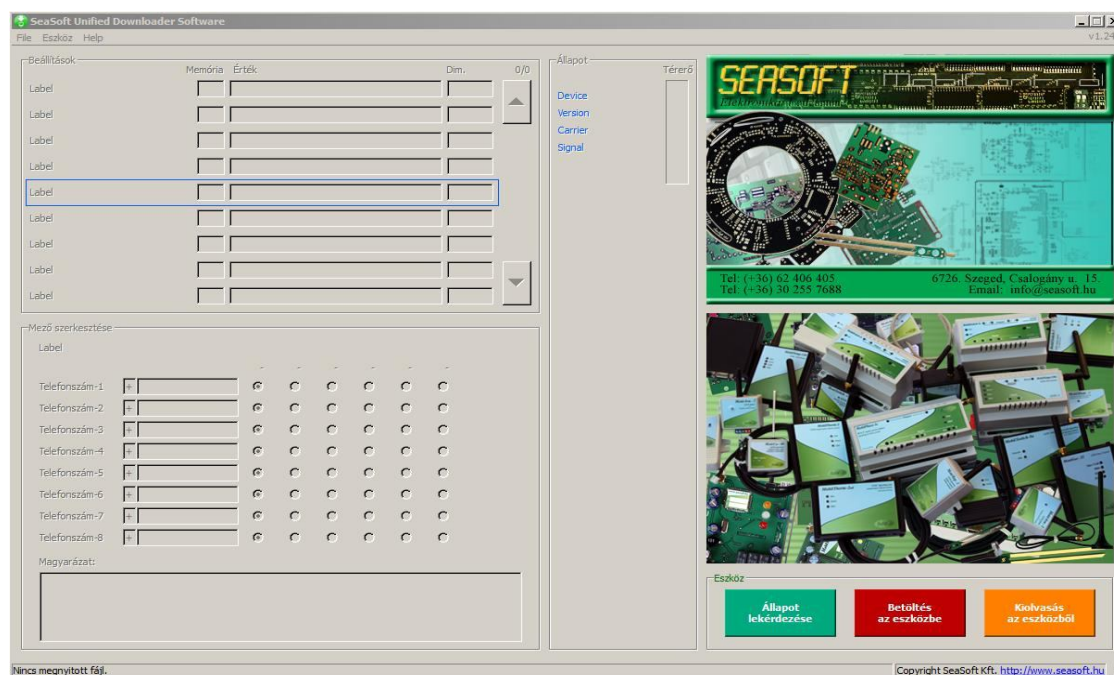 SeaSoft Unified Downloader Software
File Eszköz Help
v1.24
Beállítások
Memória Érték Dim. 0/0
Label
Label
Label
Label
Label
Label
Label
Label
Label
Állapot
Térerő
Device
Version
Carrier
Signal
SEASOFT
Tel: (+36) 62 406 405
Tel: (+36) 30 255 7688
6726. Szeged, Csalogány u. 15.
Email: info@seasoft.hu
Mező szerkesztése
Label
- - - - - -
Telefonszám-1 +
Telefonszám-2 +
Telefonszám-3 +
Telefonszám-4 +
Telefonszám-5 +
Telefonszám-6 +
Telefonszám-7 +
Telefonszám-8 +
Magyarázat:
Eszköz
Állapot
lekérdezése
Betöltés
az eszközbe
Kiolvasás
az eszközből
Nincs megnyitott fájl.
Copyright SeaSoft Kft. http://www.seasoft.hu